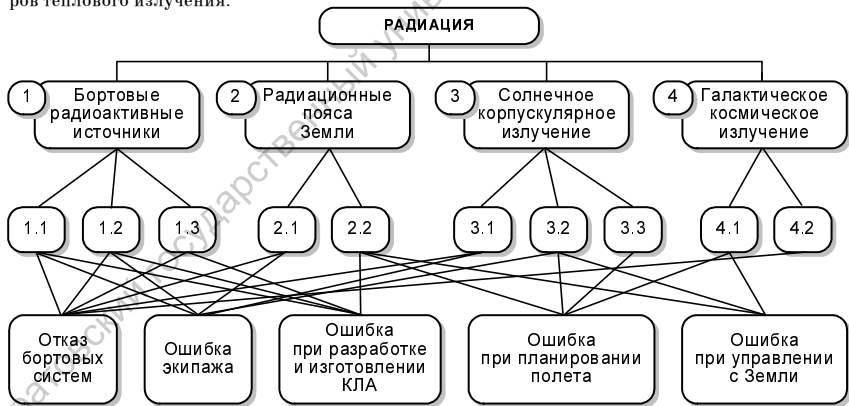 ров теплового излучения.
РАДИАЦИЯ
1
Бортовые
радиоактивные
источники
2
Радиационные
пояса
Земли
3
Солнечное
корпускулярное
излучение
4
Галактическое
космическое
излучение
1.1
1.2
1.3
2.1
2.2
3.1
3.2
3.3
4.1
4.2
Отказ
бортовых
систем
Ошибка
экипажа
Ошибка
при разработке
и изготовлении
КЛА
Ошибка
при планировании
полета
Ошибка
при управлении
с Земли